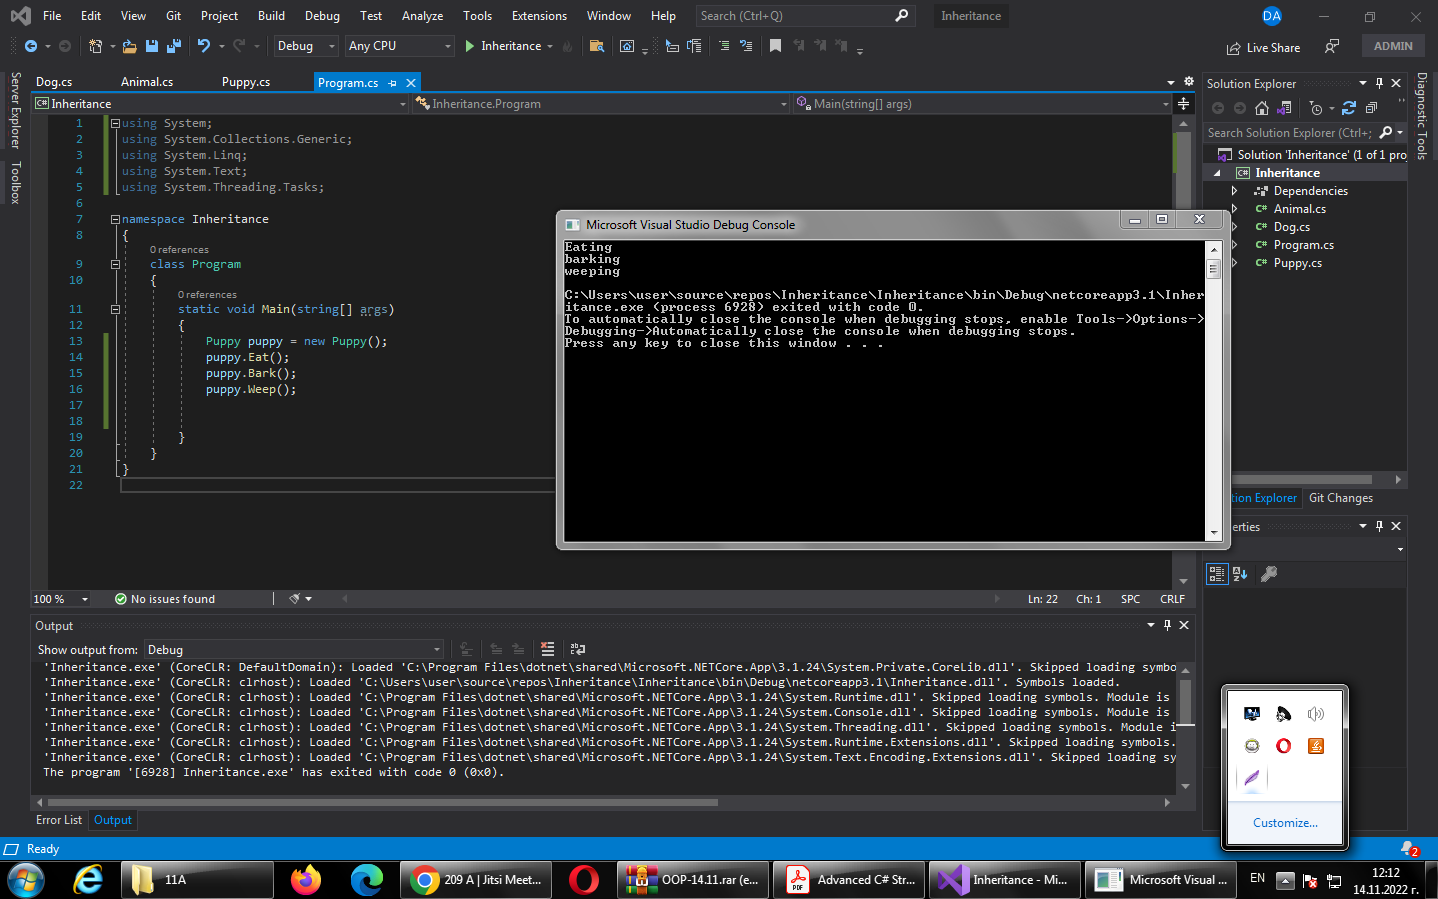 File Edit View Git Project Build Debug Test Analyze Tools Extensions Window Help Search (Ctrl+Q) Inheritance DA
Debug Any CPU Inheritance Live Share ADMIN
Server Explorer
Toolbox
Dog.cs Animal.cs Puppy.cs Program.cs
C# Inheritance Inheritance.Program Main(string[] args)
1 using System;
2 using System.Collections.Generic;
3 using System.Linq;
4 using System.Text;
5 using System.Threading.Tasks;
6
7 namespace Inheritance
8 {
0 references
9 class Program
10 {
0 references
11 static void Main(string[] args)
12 {
13 Puppy puppy = new Puppy();
14 puppy.Eat();
15 puppy.Bark();
16 puppy.Weep();
17
18
19 }
20 }
21 }
22
100 % No issues found Ln: 22 Ch: 1 SPC CRLF
Microsoft Visual Studio Debug Console
Eating
barking
weeping
C:\Users\user\source\repos\Inheritance\Inheritance\bin\Debug\netcoreapp3.1\Inher
itance.exe (process 6928) exited with code 0.
To automatically close the console when debugging stops, enable Tools->Options->
Debugging->Automatically close the console when debugging stops.
Press any key to close this window . . .
Solution Explorer
Search Solution Explorer (Ctrl+;
Solution 'Inheritance' (1 of 1 pro
C# Inheritance
Dependencies
C# Animal.cs
C# Dog.cs
C# Program.cs
C# Puppy.cs
tion Explorer Git Changes
erties
Diagnostic Tools
Output
Show output from: Debug
'Inheritance.exe' (CoreCLR: DefaultDomain): Loaded 'C:\Program Files\dotnet\shared\Microsoft.NETCore.App\3.1.24\System.Private.CoreLib.dll'. Skipped loading symbo
'Inheritance.exe' (CoreCLR: clrhost): Loaded 'C:\Users\user\source\repos\Inheritance\Inheritance\bin\Debug\netcoreapp3.1\Inheritance.dll'. Symbols loaded.
'Inheritance.exe' (CoreCLR: clrhost): Loaded 'C:\Program Files\dotnet\shared\Microsoft.NETCore.App\3.1.24\System.Runtime.dll'. Skipped loading symbols. Module is
'Inheritance.exe' (CoreCLR: clrhost): Loaded 'C:\Program Files\dotnet\shared\Microsoft.NETCore.App\3.1.24\System.Console.dll'. Skipped loading symbols. Module is
'Inheritance.exe' (CoreCLR: clrhost): Loaded 'C:\Program Files\dotnet\shared\Microsoft.NETCore.App\3.1.24\System.Threading.dll'. Skipped loading symbols. Module i
'Inheritance.exe' (CoreCLR: clrhost): Loaded 'C:\Program Files\dotnet\shared\Microsoft.NETCore.App\3.1.24\System.Runtime.Extensions.dll'. Skipped loading symbols.
'Inheritance.exe' (CoreCLR: clrhost): Loaded 'C:\Program Files\dotnet\shared\Microsoft.NETCore.App\3.1.24\System.Text.Encoding.Extensions.dll'. Skipped loading sy
The program '[6928] Inheritance.exe' has exited with code 0 (0x0).
Error List Output
Customize...
Ready 2
11A 209 A | Jitsi Meet... OOP-14.11.rar (e... PDF Advanced C# Str... Inheritance - Mi... Microsoft Visual ... EN 12:12
14.11.2022 г.